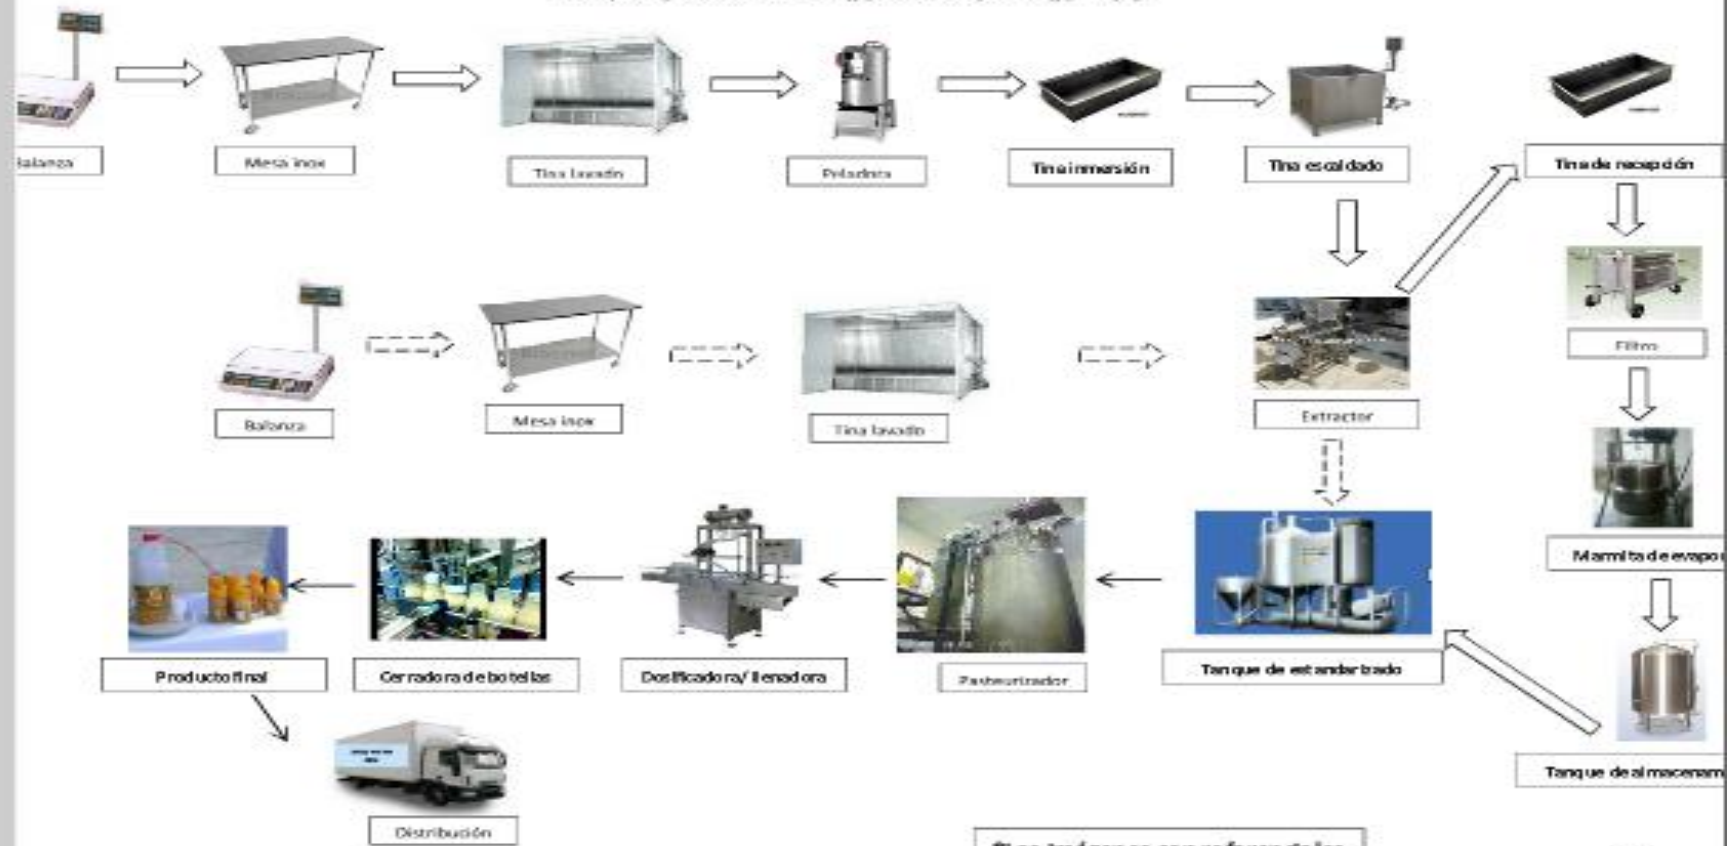 Balanza
Mesa inox
Tina lavado
Peladora
Tina inmersión
Tina escaldado
Tina de recepción
Filtro
Balanza
Mesa inox
Tina lavado
Extractor
Marmita de evapo
Producto final
Cerradora de botellas
Dosificadora/ llenadora
Pasteurizador
Tanque de estandarizado
Tanque de almacenam
Distribución